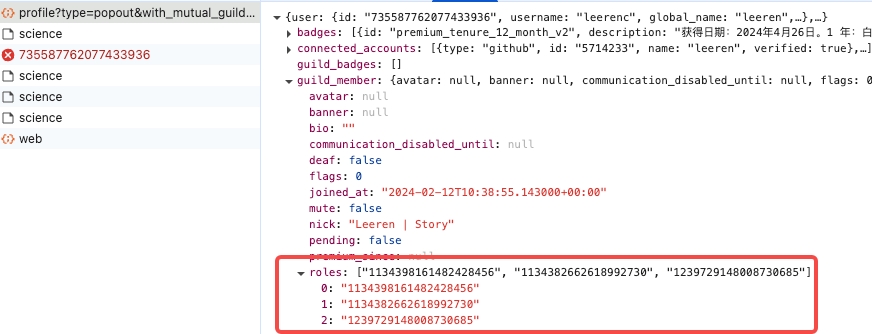 profile?type=popout&with_mutual_guild...
science
735587762077433936
science
science
science
web
{user: {id: "735587762077433936", username: "leerenc", global_name: "leeren",…},…}
badges: [{id: "premium_tenure_12_month_v2", description: "获得日期：2024年4月26日。1 年：白
connected_accounts: [{type: "github", id: "5714233", name: "leeren", verified: true},…
guild_badges: []
guild_member: {avatar: null, banner: null, communication_disabled_until: null, flags: 0
avatar: null
banner: null
bio: ""
communication_disabled_until: null
deaf: false
flags: 0
joined_at: "2024-02-12T10:38:55.143000+00:00"
mute: false
nick: "Leeren | Story"
pending: false
premium_since: null
roles: ["1134398161482428456", "1134382662618992730", "1239729148008730685"]
0: "1134398161482428456"
1: "1134382662618992730"
2: "1239729148008730685"